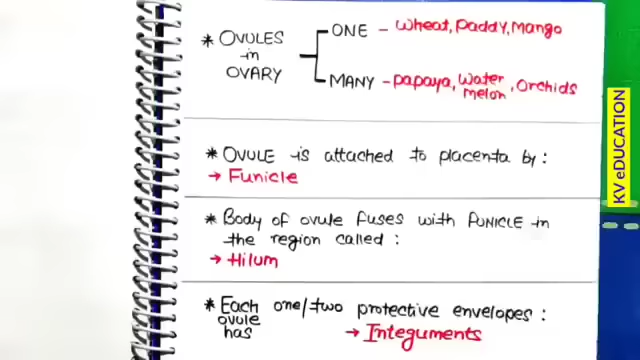 * OVULES in OVARY
ONE - Wheat, Paddy, Mango
MANY - Papaya, Water melon, Orchids
* OVULE is attached to placenta by :
→ Funicle
* Body of ovule fuses with FUNICLE in
the region called :
→ Hilum
* Each ovule has one/two protective envelopes :
→ Integuments
KV eDUCATION